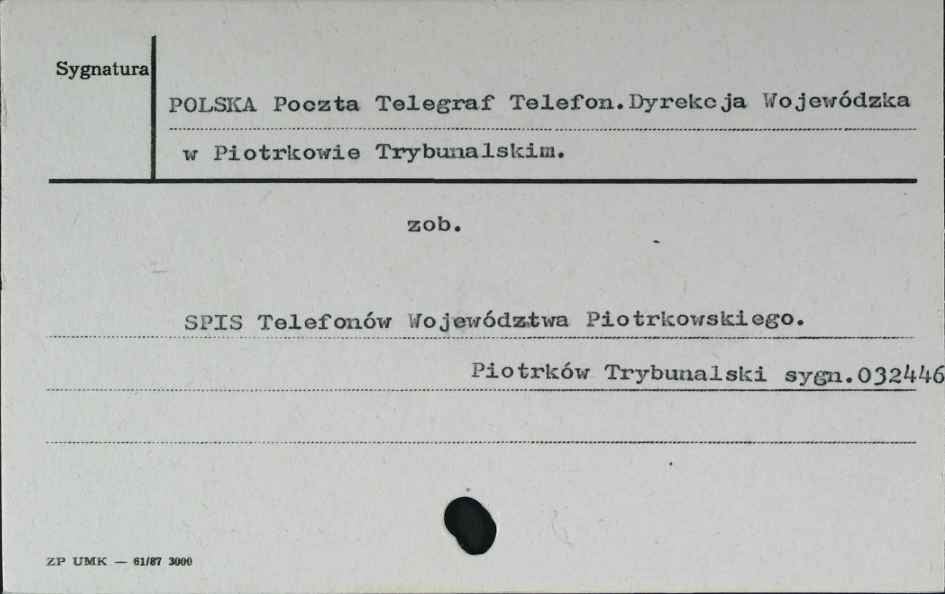 Sygnatura
POLSKA Poczta Telegraf Telefon.Dyrekcja Wojewódzka
w Piotrkowie Trybunalskim.
zob.
SPIS Telefonów Województwa Piotrkowskiego.
Piotrków Trybunalski sygn.032446
ZP UMK — 61/87 3000